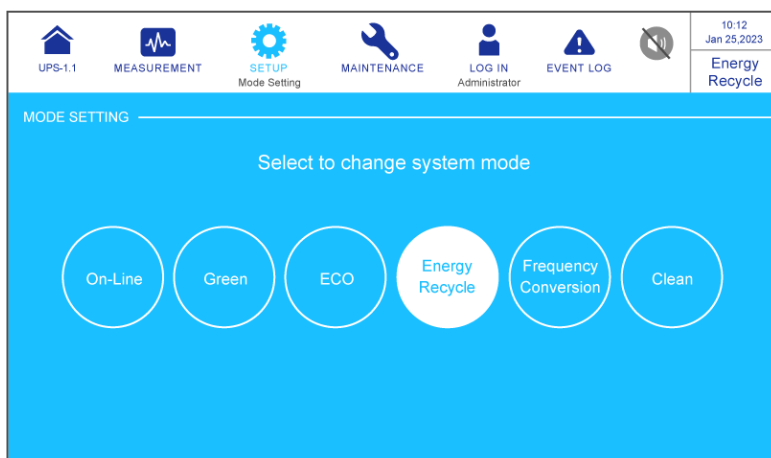 10:12
Jan 25,2023
UPS-1.1
MEASUREMENT
SETUP
Mode Setting
MAINTENANCE
LOG IN
Administrator
EVENT LOG
Energy
Recycle
MODE SETTING
Select to change system mode
On-Line
Green
ECO
Energy
Recycle
Frequency
Conversion
Clean